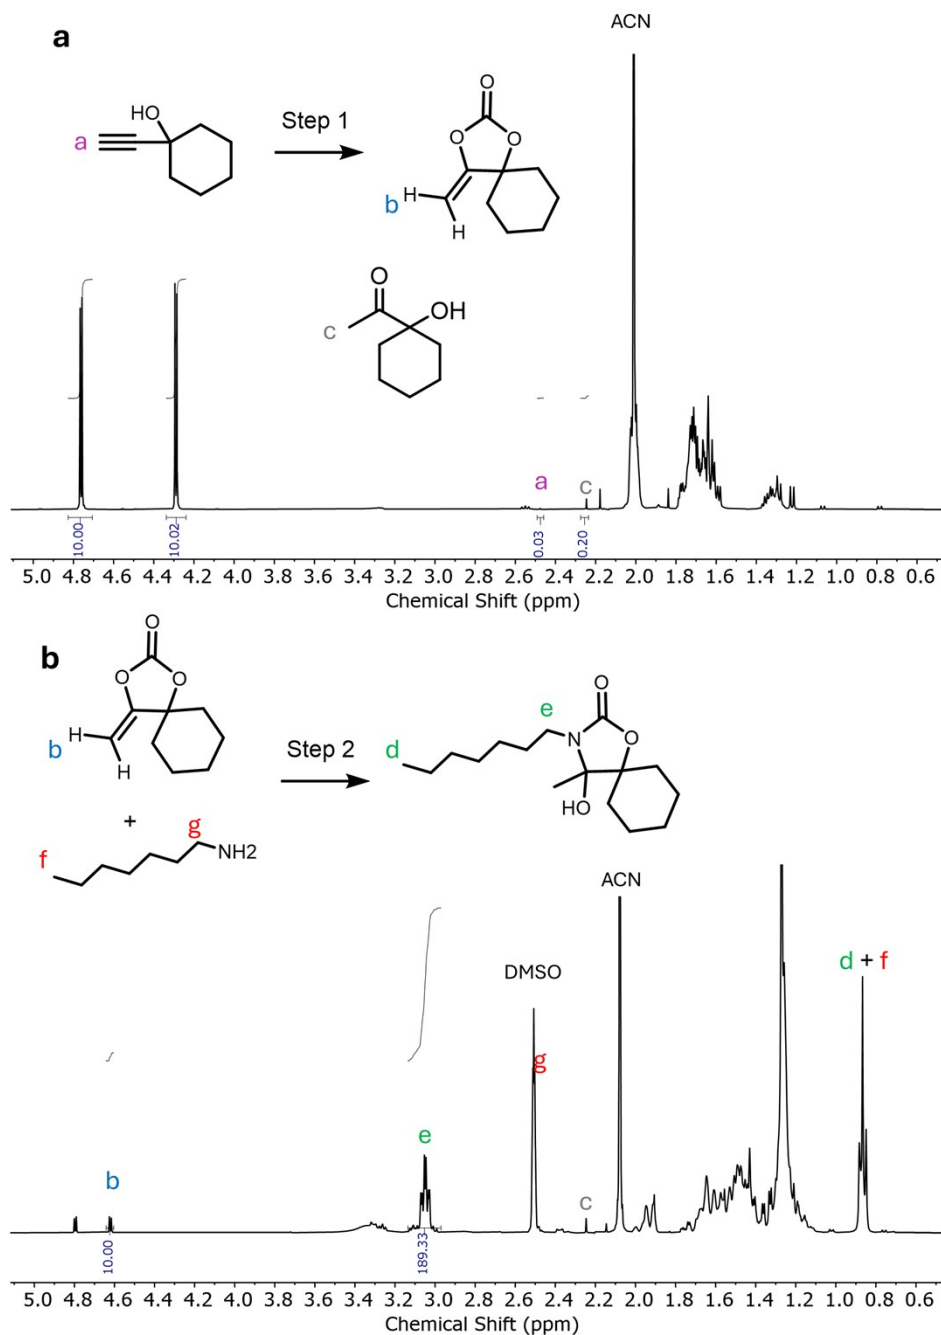 a
ACN
HO
a
Step 1
O
O
O
H
b
H
O
OH
c
a
c
10.00
10.02
0.03
0.20
5.0 4.8 4.6 4.4 4.2 4.0 3.8 3.6 3.4 3.2 3.0 2.8 2.6 2.4 2.2 2.0 1.8 1.6 1.4 1.2 1.0 0.8 0.6
Chemical Shift (ppm)
b
O
O
O
H
b
H
+
g
NH2
f
Step 2
e
O
d
N
O
HO
ACN
d + f
DMSO
g
e
b
c
10.00
189.33
5.0 4.8 4.6 4.4 4.2 4.0 3.8 3.6 3.4 3.2 3.0 2.8 2.6 2.4 2.2 2.0 1.8 1.6 1.4 1.2 1.0 0.8 0.6
Chemical Shift (ppm)